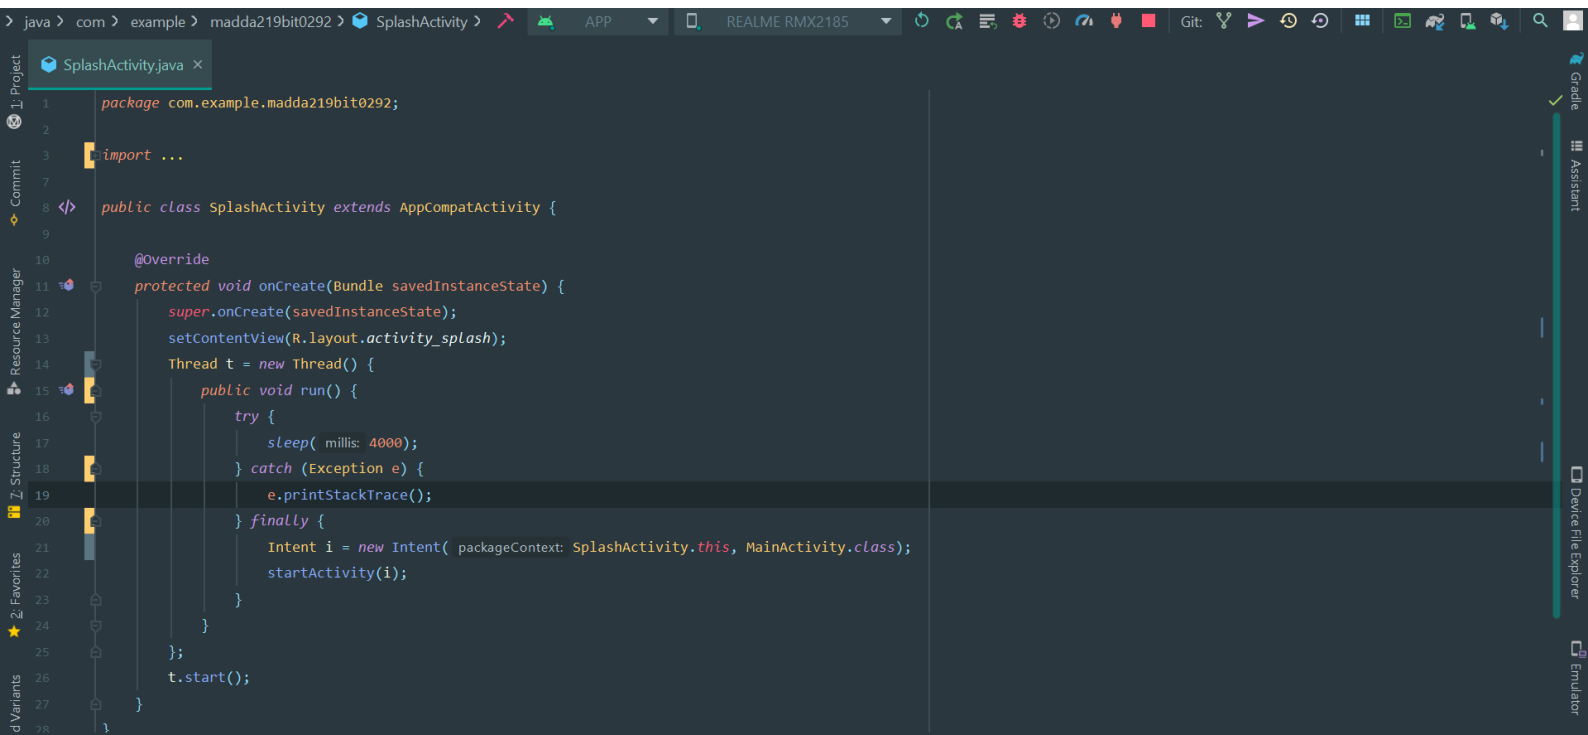 java com example madda219bit0292 SplashActivity APP REALME RMX2185 Git:
SplashActivity.java
1: Project
Commit
Resource Manager
7: Structure
2: Favorites
d Variants
1 package com.example.madda219bit0292;
2
3 import ...
7
8 public class SplashActivity extends AppCompatActivity {
9
10 @Override
11 protected void onCreate(Bundle savedInstanceState) {
12 super.onCreate(savedInstanceState);
13 setContentView(R.layout.activity_splash);
14 Thread t = new Thread() {
15 public void run() {
16 try {
17 sleep( millis: 4000);
18 } catch (Exception e) {
19 e.printStackTrace();
20 } finally {
21 Intent i = new Intent( packageContext: SplashActivity.this, MainActivity.class);
22 startActivity(i);
23 }
24 }
25 };
26 t.start();
27 }
28 }
Gradle
Assistant
Device File Explorer
Emulator